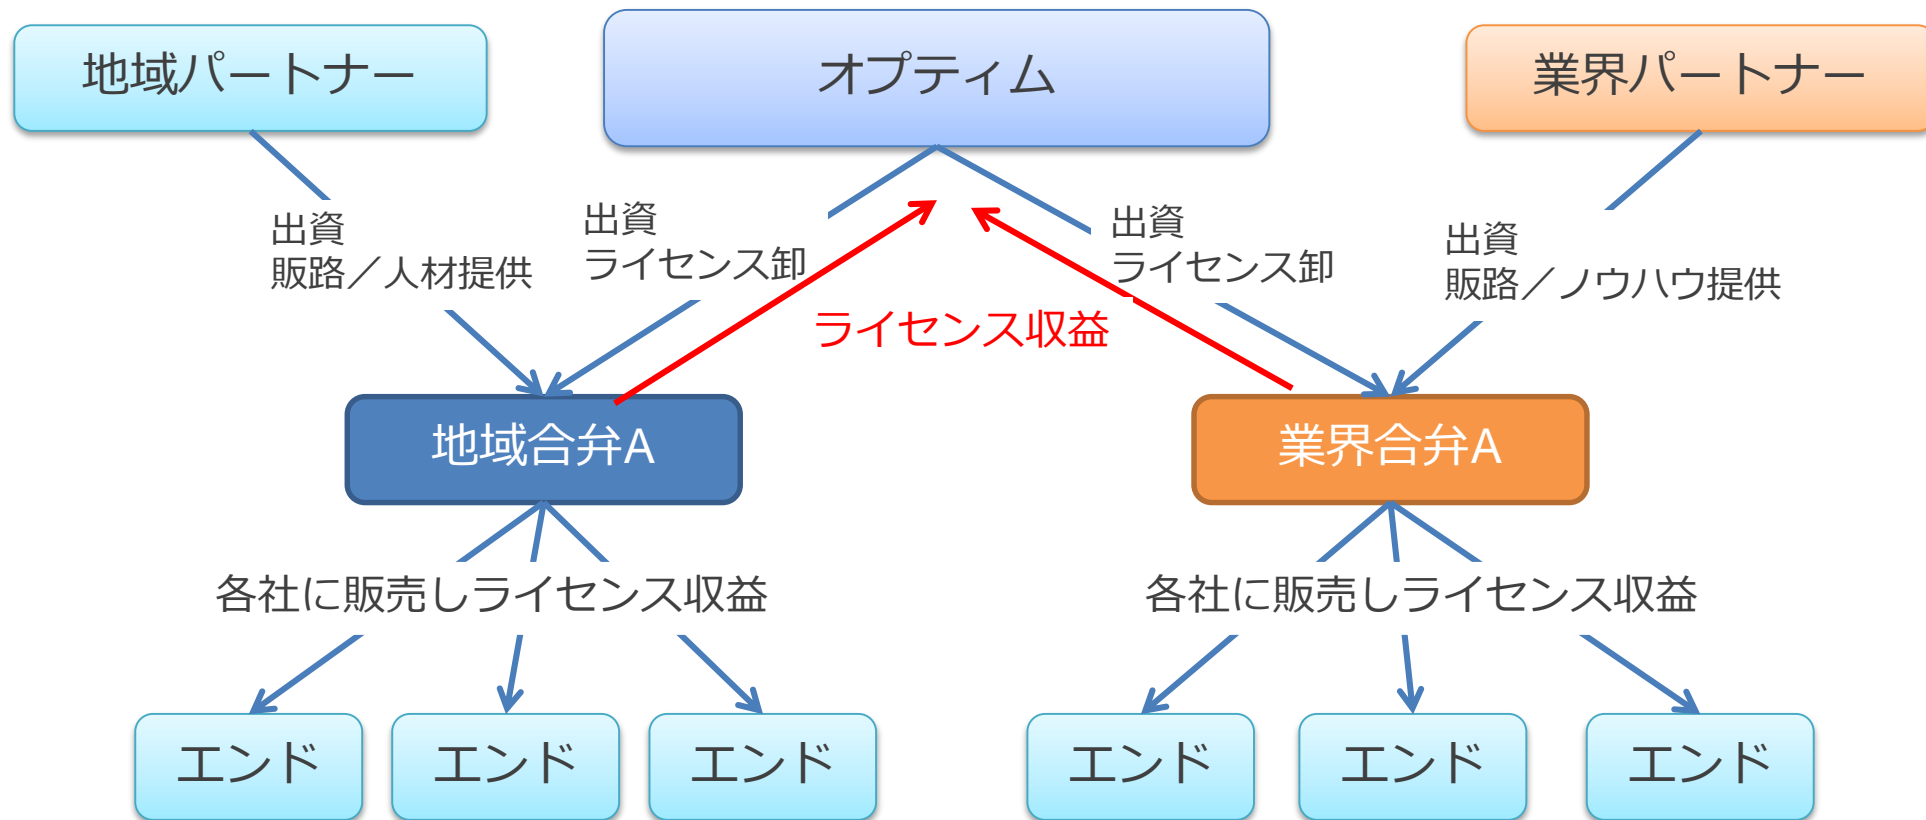 地域パートナー
オプティム
業界パートナー
出資
販路／人材提供
出資
ライセンス卸
出資
ライセンス卸
出資
販路／ノウハウ提供
ライセンス収益
地域合弁A
業界合弁A
各社に販売しライセンス収益
各社に販売しライセンス収益
エンド
エンド
エンド
エンド
エンド
エンド